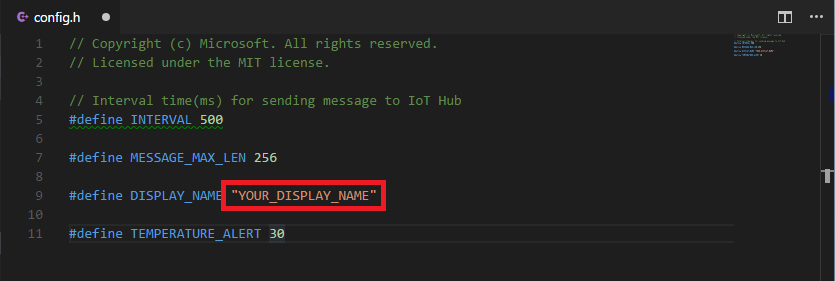 config.h
1 // Copyright (c) Microsoft. All rights reserved.
2 // Licensed under the MIT license.
3
4 // Interval time(ms) for sending message to IoT Hub
5 #define INTERVAL 500
6
7 #define MESSAGE_MAX_LEN 256
8
9 #define DISPLAY_NAME "YOUR_DISPLAY_NAME"
10
11 #define TEMPERATURE_ALERT 30